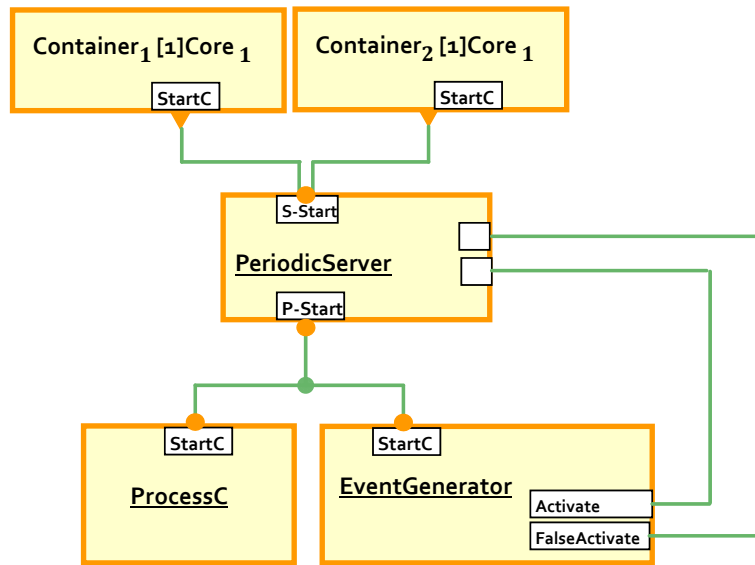 Container₁ [1]Core ₁
Container₂ [1]Core ₁
StartC
StartC
S-Start
PeriodicServer
P-Start
StartC
StartC
ProcessC
EventGenerator
Activate
FalseActivate